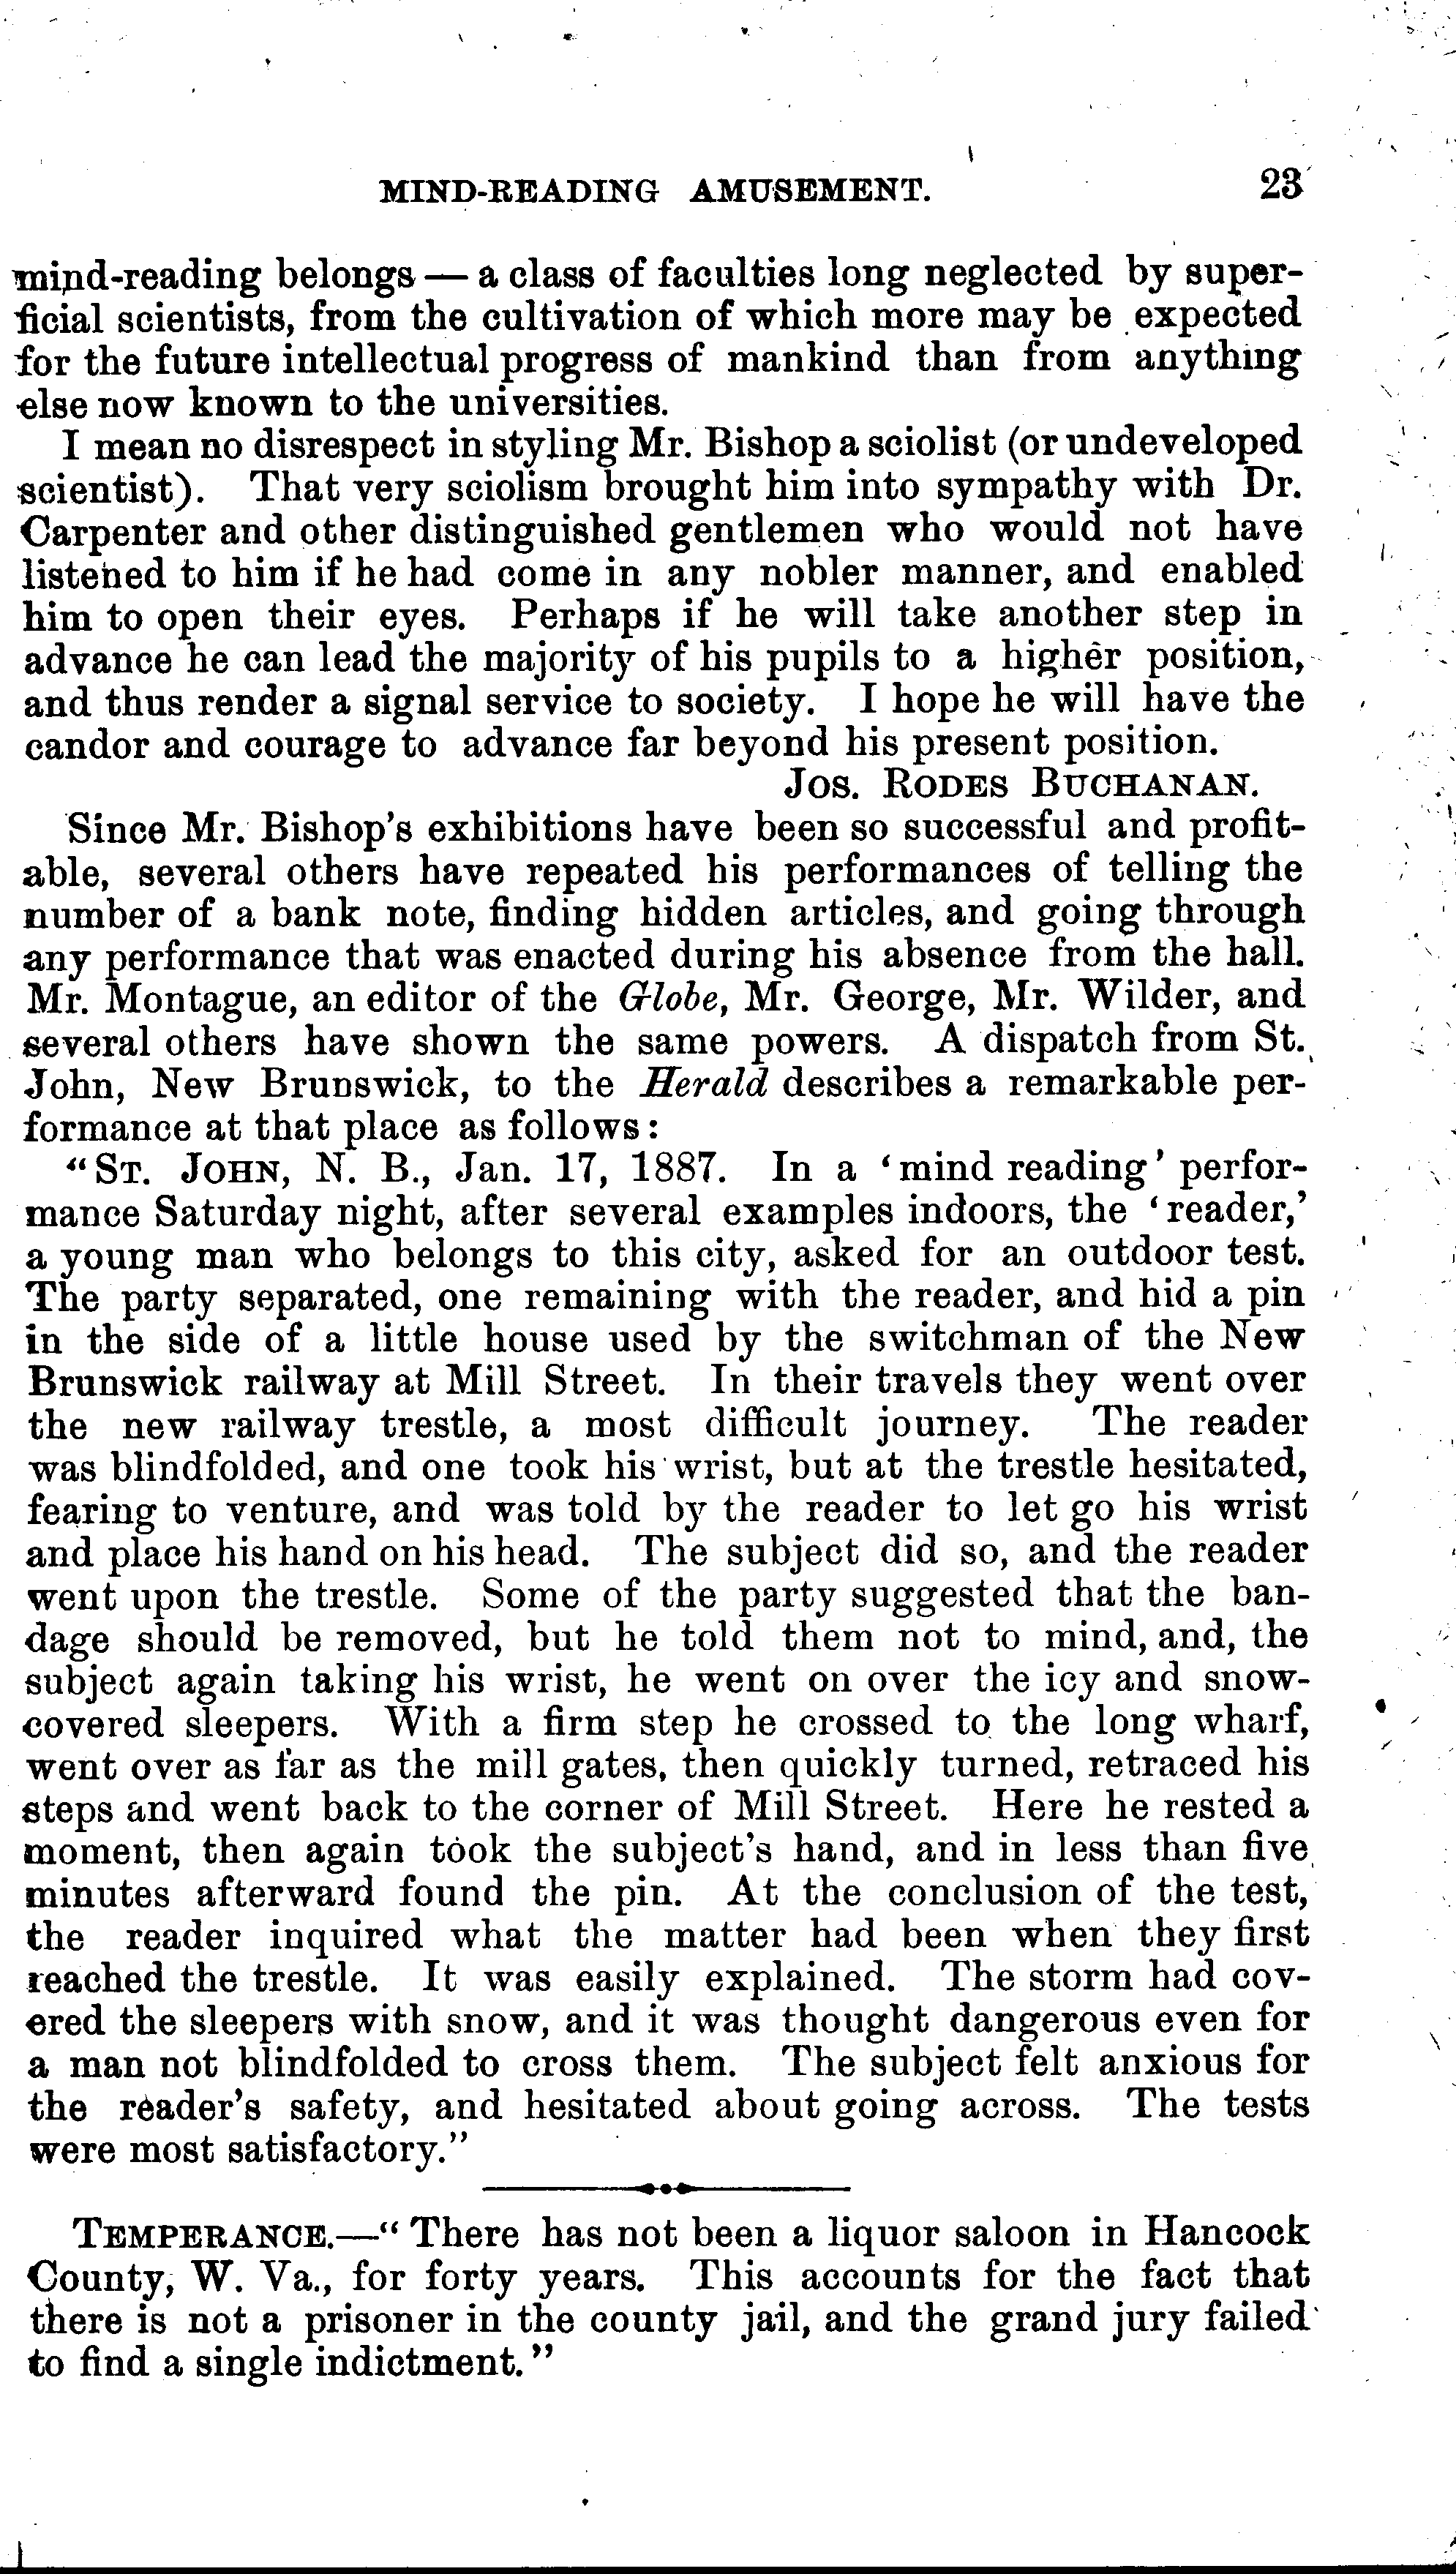 MIND-READING AMUSEMENT. 23
mind-reading belongs — a class of faculties long neglected by super-
ficial scientists, from the cultivation of which more may be expected
for the future intellectual progress of mankind than from anything
else now known to the universities.
I mean no disrespect in styling Mr. Bishop a sciolist (or undeveloped
scientist). That very sciolism brought him into sympathy with Dr.
Carpenter and other distinguished gentlemen who would not have
listened to him if he had come in any nobler manner, and enabled
him to open their eyes. Perhaps if he will take another step in
advance he can lead the majority of his pupils to a higher position,
and thus render a signal service to society. I hope he will have the
candor and courage to advance far beyond his present position.
JOS. RODES BUCHANAN.
Since Mr. Bishop's exhibitions have been so successful and profit-
able, several others have repeated his performances of telling the
number of a bank note, finding hidden articles, and going through
any performance that was enacted during his absence from the hall.
Mr. Montague, an editor of the Globe, Mr. George, Mr. Wilder, and
several others have shown the same powers. A dispatch from St.
John, New Brunswick, to the Herald describes a remarkable per-
formance at that place as follows:
"ST. JOHN, N. B., Jan. 17, 1887. In a 'mind reading' perfor-
mance Saturday night, after several examples indoors, the 'reader,'
a young man who belongs to this city, asked for an outdoor test.
The party separated, one remaining with the reader, and hid a pin
in the side of a little house used by the switchman of the New
Brunswick railway at Mill Street. In their travels they went over
the new railway trestle, a most difficult journey. The reader
was blindfolded, and one took his wrist, but at the trestle hesitated,
fearing to venture, and was told by the reader to let go his wrist
and place his hand on his head. The subject did so, and the reader
went upon the trestle. Some of the party suggested that the ban-
dage should be removed, but he told them not to mind, and, the
subject again taking his wrist, he went on over the icy and snow-
covered sleepers. With a firm step he crossed to the long wharf,
went over as far as the mill gates, then quickly turned, retraced his
steps and went back to the corner of Mill Street. Here he rested a
moment, then again took the subject's hand, and in less than five
minutes afterward found the pin. At the conclusion of the test,
the reader inquired what the matter had been when they first
reached the trestle. It was easily explained. The storm had cov-
ered the sleepers with snow, and it was thought dangerous even for
a man not blindfolded to cross them. The subject felt anxious for
the reader's safety, and hesitated about going across. The tests
were most satisfactory."
TEMPERANCE.—"There has not been a liquor saloon in Hancock
County, W. Va., for forty years. This accounts for the fact that
there is not a prisoner in the county jail, and the grand jury failed
to find a single indictment."